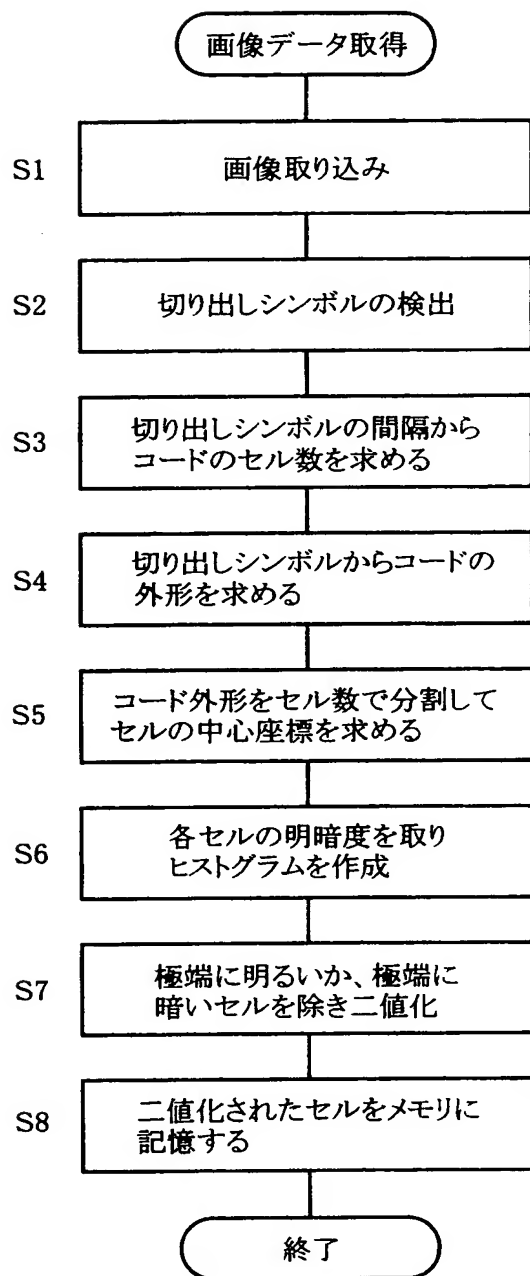 画像データ取得
S1
画像取り込み
S2
切り出しシンボルの検出
S3
切り出しシンボルの間隔から
コードのセル数を求める
S4
切り出しシンボルからコードの
外形を求める
S5
コード外形をセル数で分割して
セルの中心座標を求める
S6
各セルの明暗度を取り
ヒストグラムを作成
S7
極端に明るいか、極端に
暗いセルを除き二値化
S8
二値化されたセルをメモリに
記憶する
終了